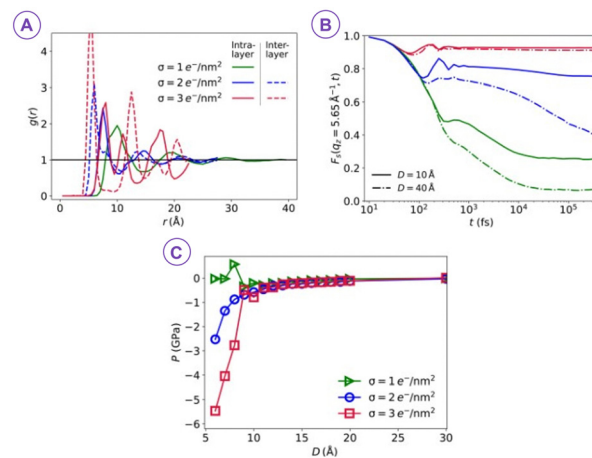 A
4
3
2
1
0
g(r)
0 10 20 30 40
r (Å)
Intra- Inter-
layer layer
σ = 1 e⁻/nm²
σ = 2 e⁻/nm²
σ = 3 e⁻/nm²
B
1.0
0.8
0.6
0.4
0.2
0.0
Fₛ(q_z = 5.65 Å⁻¹, t)
D = 10 Å
D = 40 Å
10¹ 10² 10³ 10⁴ 10⁵
t (fs)
C
0
−1
−2
−3
−4
−5
−6
P (GPa)
σ = 1 e⁻/nm²
σ = 2 e⁻/nm²
σ = 3 e⁻/nm²
5 10 15 20 25 30
D (Å)